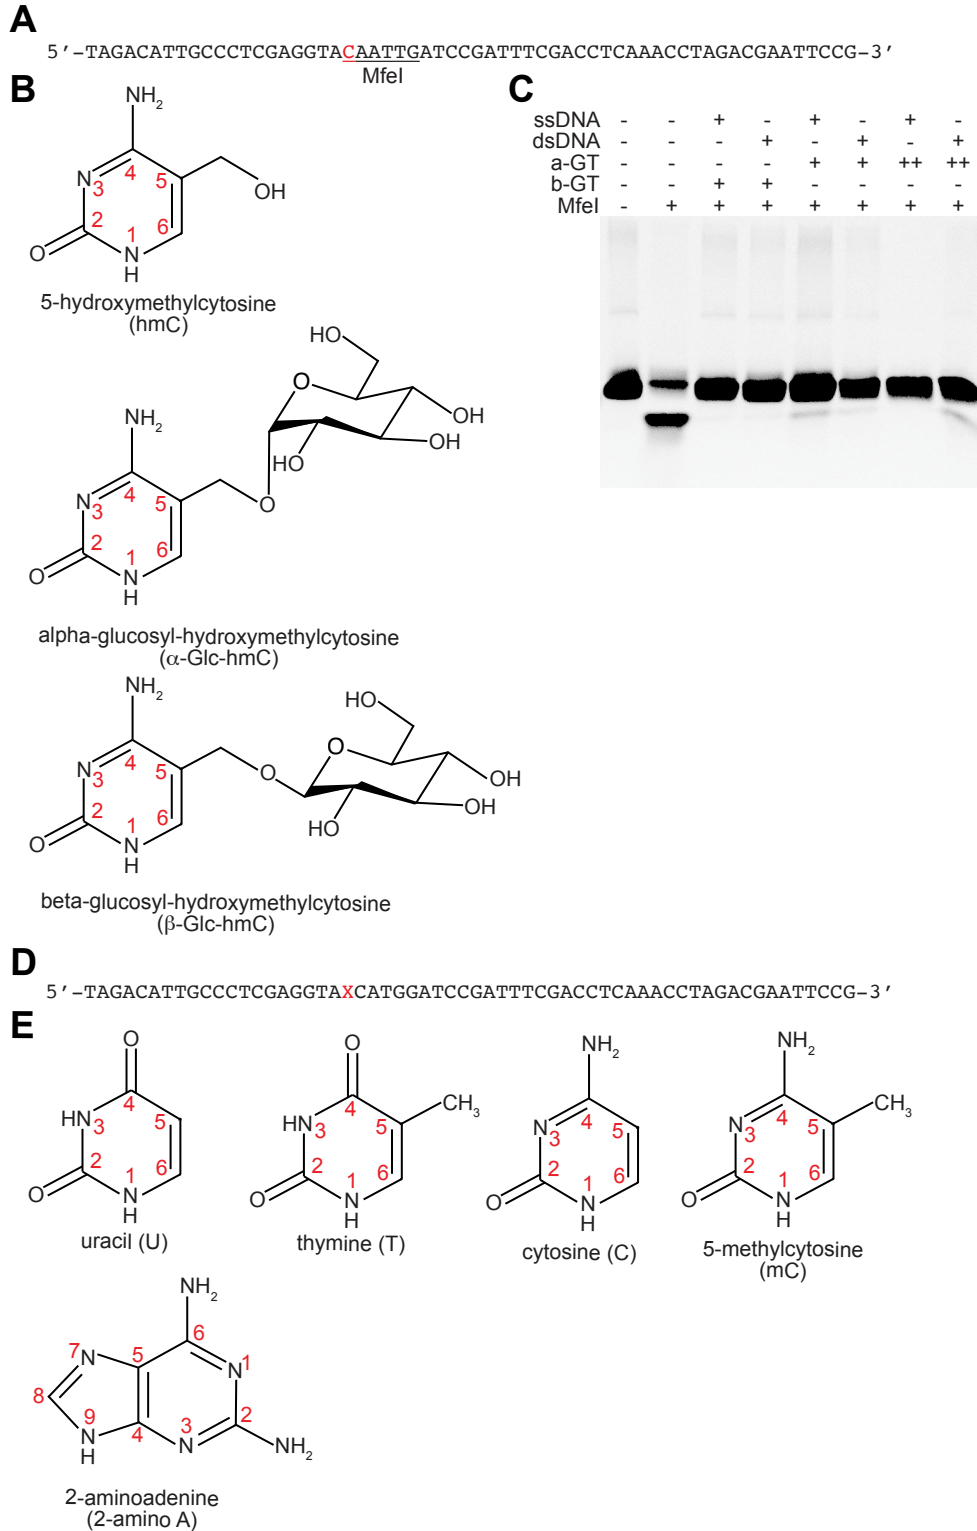 A
5′–TAGACATTGCCCTCGAGGTACAATTGATCCGATTTCGACCTCAAACCTAGACGAATTCCG–3′
MfeI
B
NH2
N 3 4 5 OH
2 1 6
O N
H
5-hydroxymethylcytosine
(hmC)
HO
O
NH2 OH
HO OH
N 3 4 5 O
2 1 6
O N
H
alpha-glucosyl-hydroxymethylcytosine
(α-Glc-hmC)
NH2 HO
O
N 3 4 5 O OH
2 1 6 HO OH
O N
H
beta-glucosyl-hydroxymethylcytosine
(β-Glc-hmC)
C
ssDNA - - + - + - + -
dsDNA - - - + - + - +
a-GT - - - - + + ++ ++
b-GT - - + + - - - -
MfeI - + + + + + + +
D
5′–TAGACATTGCCCTCGAGGTAXCATGGATCCGATTTCGACCTCAAACCTAGACGAATTCCG–3′
E
O
HN 3 4 5
2 1 6
O N
H
uracil (U)
O
CH3
HN 3 4 5
2 1 6
O N
H
thymine (T)
NH2
N 3 4 5
2 1 6
O N
H
cytosine (C)
NH2
CH3
N 3 4 5
2 1 6
O N
H
5-methylcytosine
(mC)
NH2
7 N 5 6 N 1
8 9 N 4 3 N 2 NH2
H
2-aminoadenine
(2-amino A)